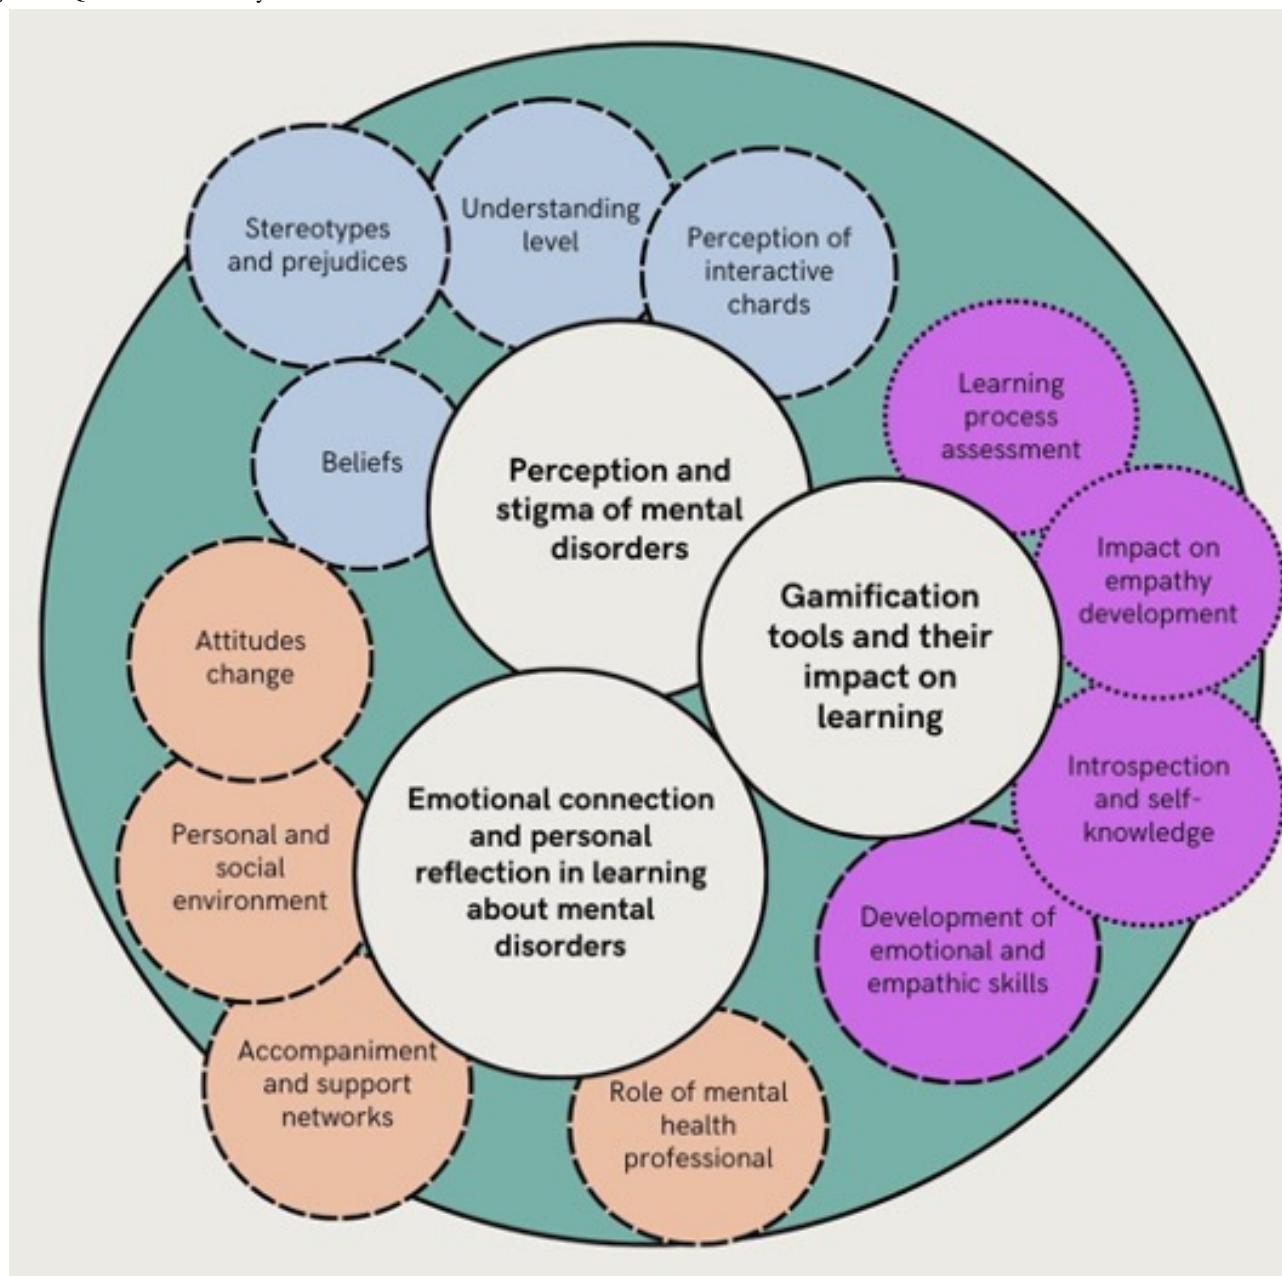 Stereotypes
and prejudices
Understanding
level
Perception of
interactive
chards
Beliefs
Perception and
stigma of mental
disorders
Learning
process
assessment
Impact on
empathy
development
Gamification
tools and their
impact on
learning
Introspection
and self-
knowledge
Development of
emotional and
empathic skills
Attitudes
change
Personal and
social
environment
Emotional connection
and personal
reflection in learning
about mental
disorders
Accompaniment
and support
networks
Role of mental
health
professional